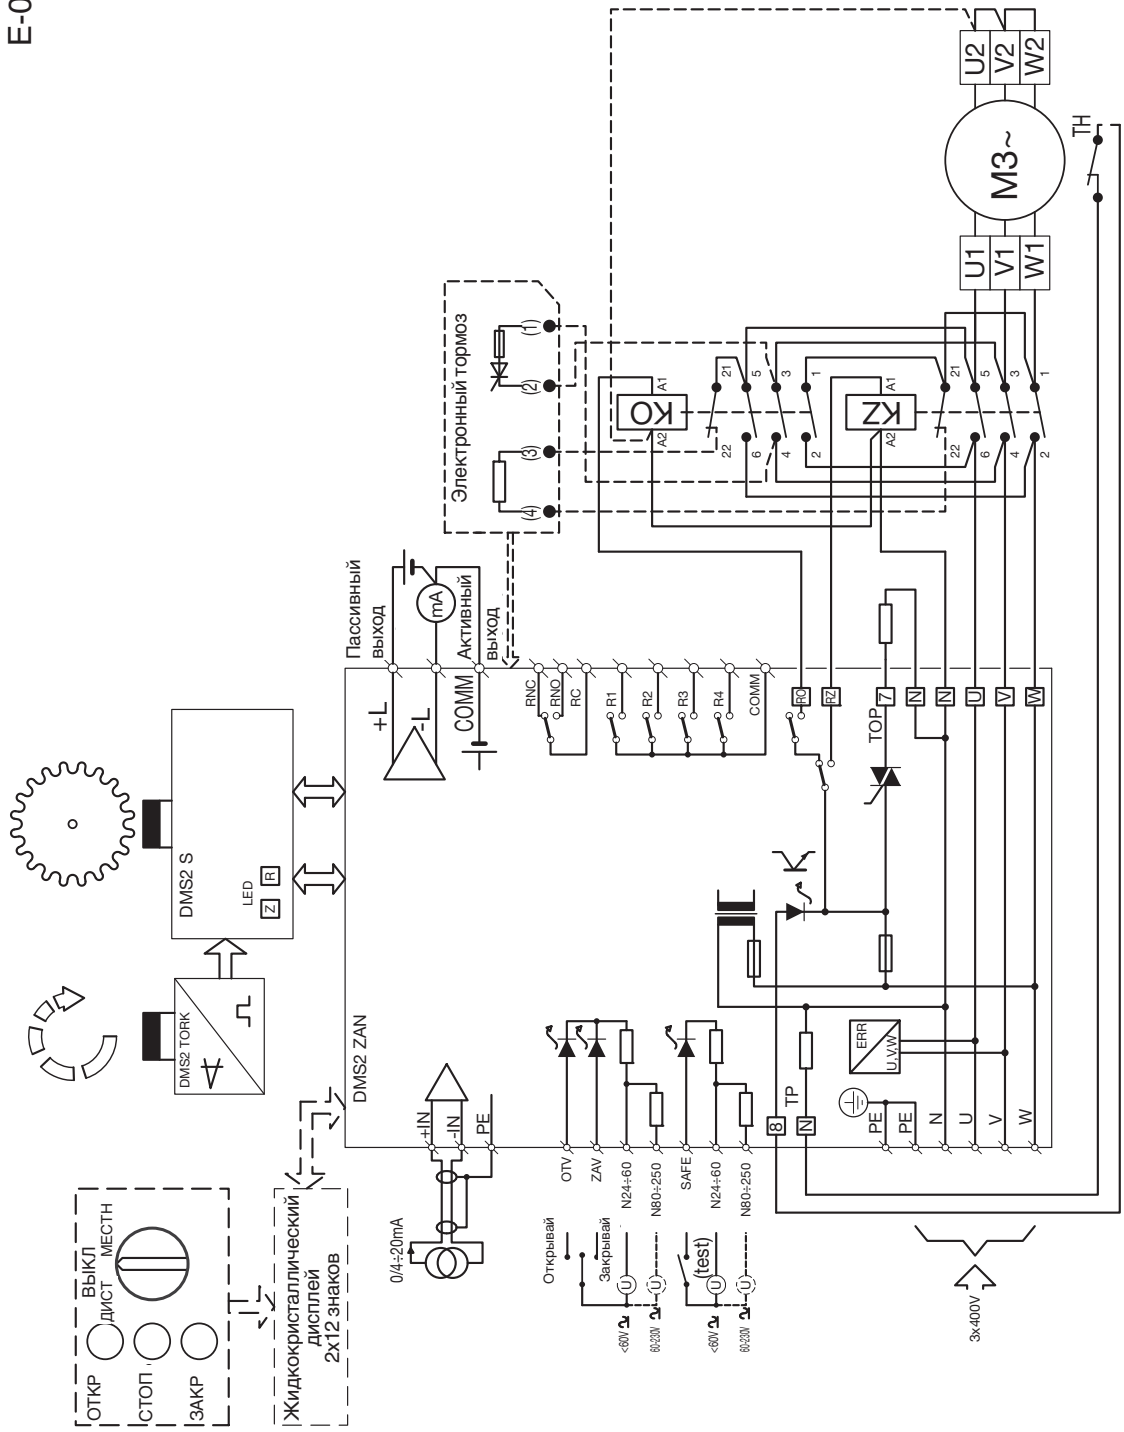 E-0
ОТКР
СТОП
ЗАКР
ВЫКЛ
ДИСТ
МЕСТН
Жидкокристаллический
дисплей
2x12 знаков
DMS2 TORK
DMS2 S
LED
Z
R
DMS2 ZAN
0/4÷20mA
+IN
-IN
PE
Открывай
Закрывай
OTV
ZAV
N24÷60
N80÷250
U
U
<60V
60-230V
(test)
SAFE
N24÷60
N80÷250
U
U
<60V
60-230V
8
N
TP
PE
PE
N
U
V
W
3x400V
ERR
U,V,W
+L
-L
COMM
Пассивный
выход
mA
Активный
выход
RNC
RNO
RC
R1
R2
R3
R4
COMM
RO
RZ
TOP
7
N
N
U
V
W
Электронный тормоз
(1)
(2)
(3)
(4)
KO
A1
A2
21
5
3
1
22
6
4
2
KZ
A1
A2
21
5
3
1
22
6
4
2
U1
V1
W1
M3~
U2
V2
W2
TH